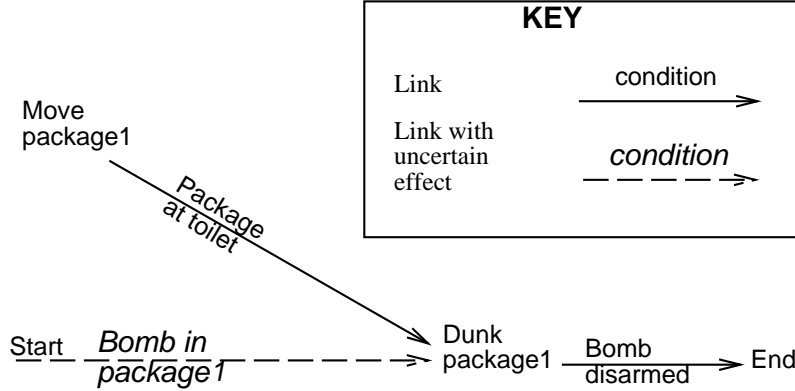 KEY
Link
condition
Link with
uncertain
effect
condition
Move
package1
Package
at toilet
Start
Bomb in
package1
Dunk
package1
Bomb
disarmed
End